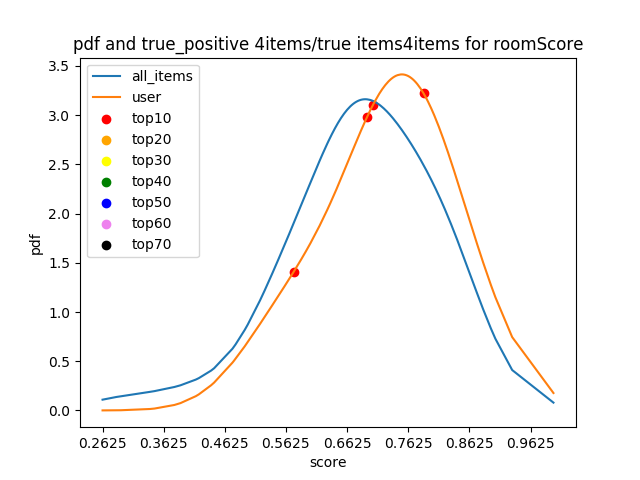 pdf and true_positive 4items/true items4items for roomScore
all_items
user
top10
top20
top30
top40
top50
top60
top70
3.5
3.0
2.5
2.0
1.5
1.0
0.5
0.0
pdf
0.2625 0.3625 0.4625 0.5625 0.6625 0.7625 0.8625 0.9625
score